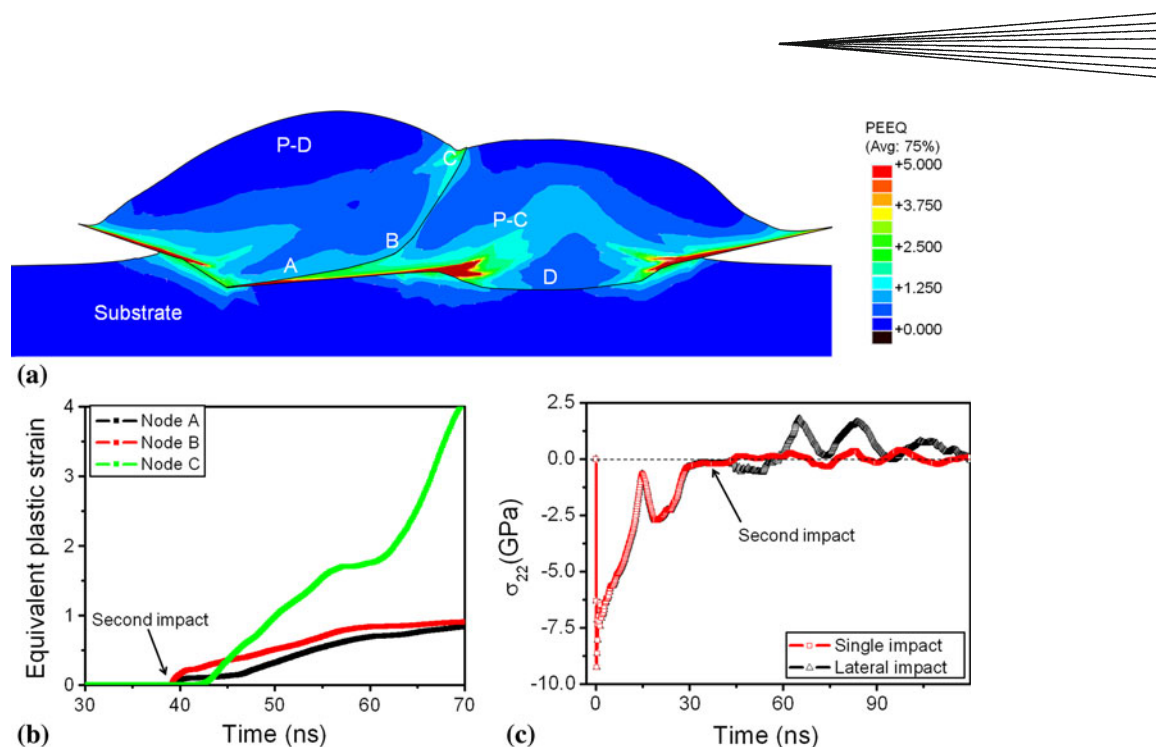 PEEQ
(Avg: 75%)
+5.000
+3.750
+2.500
+1.250
+0.000
P-D
C
P-C
B
A
D
Substrate
(a)
4
3
2
1
0
Equivalent plastic strain
Node A
Node B
Node C
Second impact
30 40 50 60 70
Time (ns)
(b)
2.5
0.0
-2.5
-5.0
-7.5
-10.0
σ22(GPa)
Second impact
Single impact
Lateral impact
0 30 60 90
Time (ns)
(c)